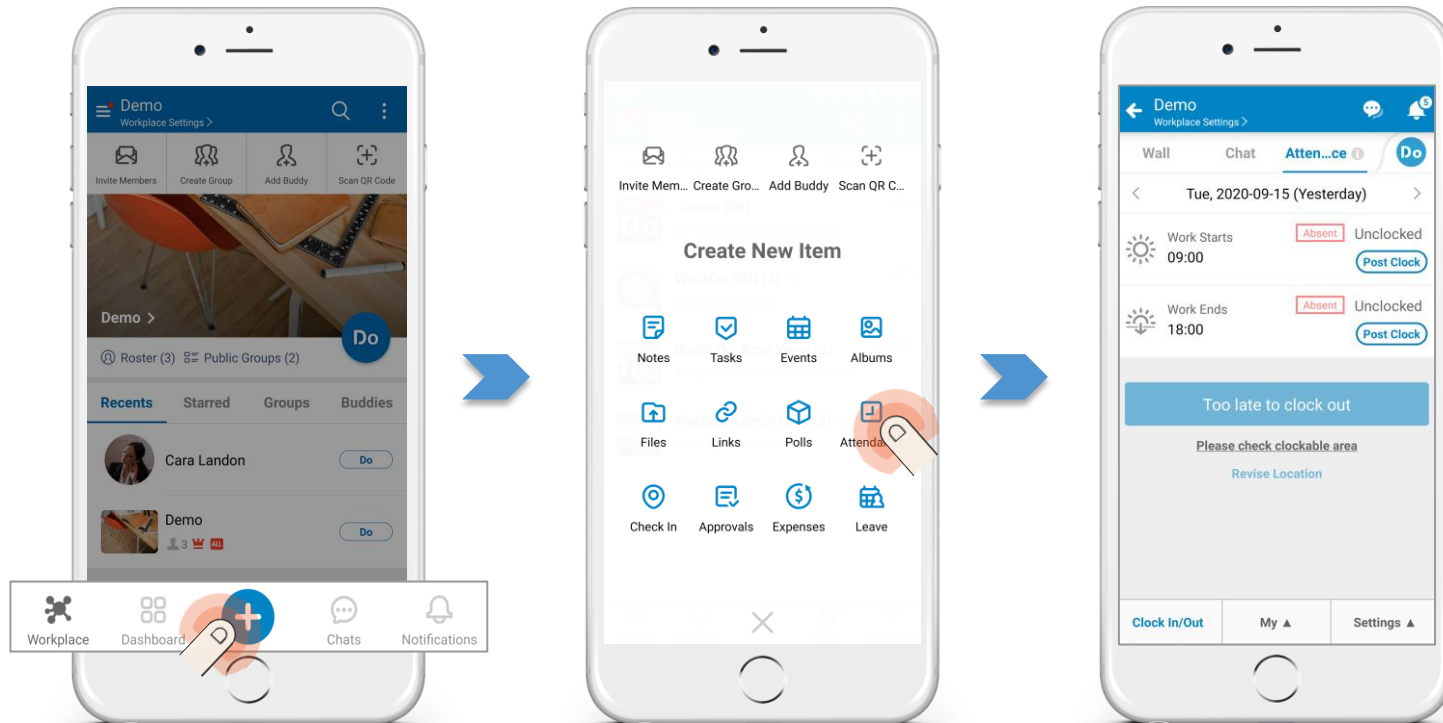 Demo
Workplace Settings >
Invite Members
Create Group
Add Buddy
Scan QR Code
Demo >
Do
Roster (3)
Public Groups (2)
Recents
Starred
Groups
Buddies
Cara Landon
Do
Demo
3
ALL
Do
Workplace
Dashboard
Chats
Notifications
Invite Mem...
Create Gro...
Add Buddy
Scan QR C...
Demo (96)
Create New Item
WorkDo FAQ (4)
Notes
Tasks
Events
Albums
Files
Links
Polls
Attenda
Check In
Approvals
Expenses
Leave
Demo
Workplace Settings >
5
Wall
Chat
Atten...ce
Do
< Tue, 2020-09-15 (Yesterday) >
Work Starts
Absent
Unclocked
09:00
Post Clock
Work Ends
Absent
Unclocked
18:00
Post Clock
Too late to clock out
Please check clockable area
Revise Location
Clock In/Out
My ▲
Settings ▲